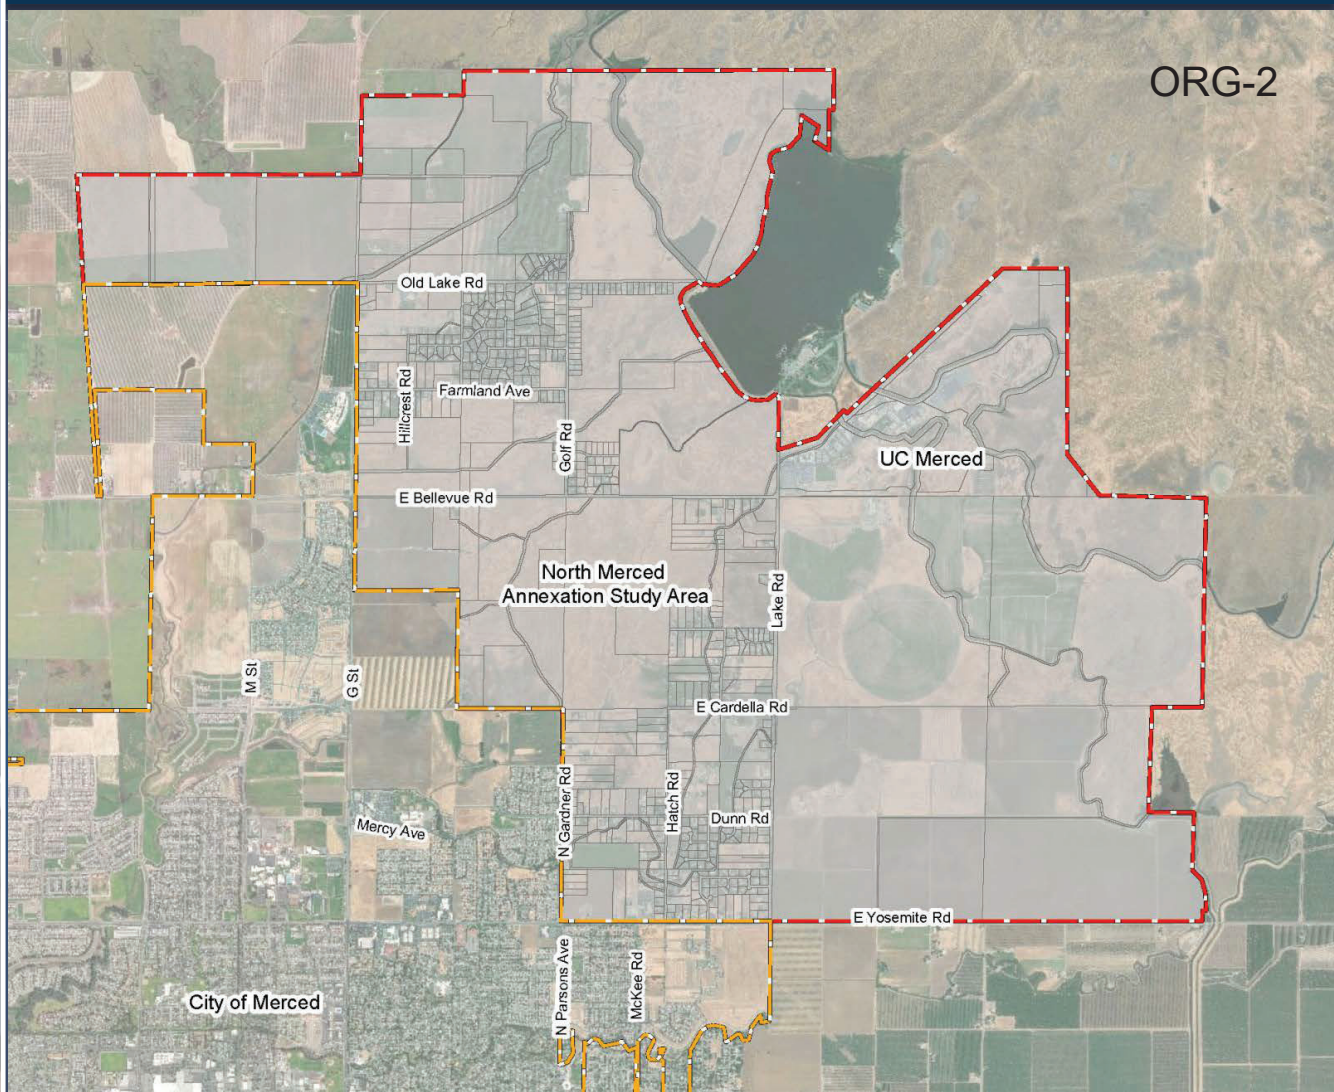 ORG-2
Old Lake Rd
Hillcrest Rd
Farmland Ave
Golf Rd
UC Merced
E Bellevue Rd
North Merced
Annexation Study Area
Lake Rd
M St
G St
E Cardella Rd
N Gardner Rd
Hatch Rd
Dunn Rd
Mercy Ave
E Yosemite Rd
N Parsons Ave
McKee Rd
City of Merced